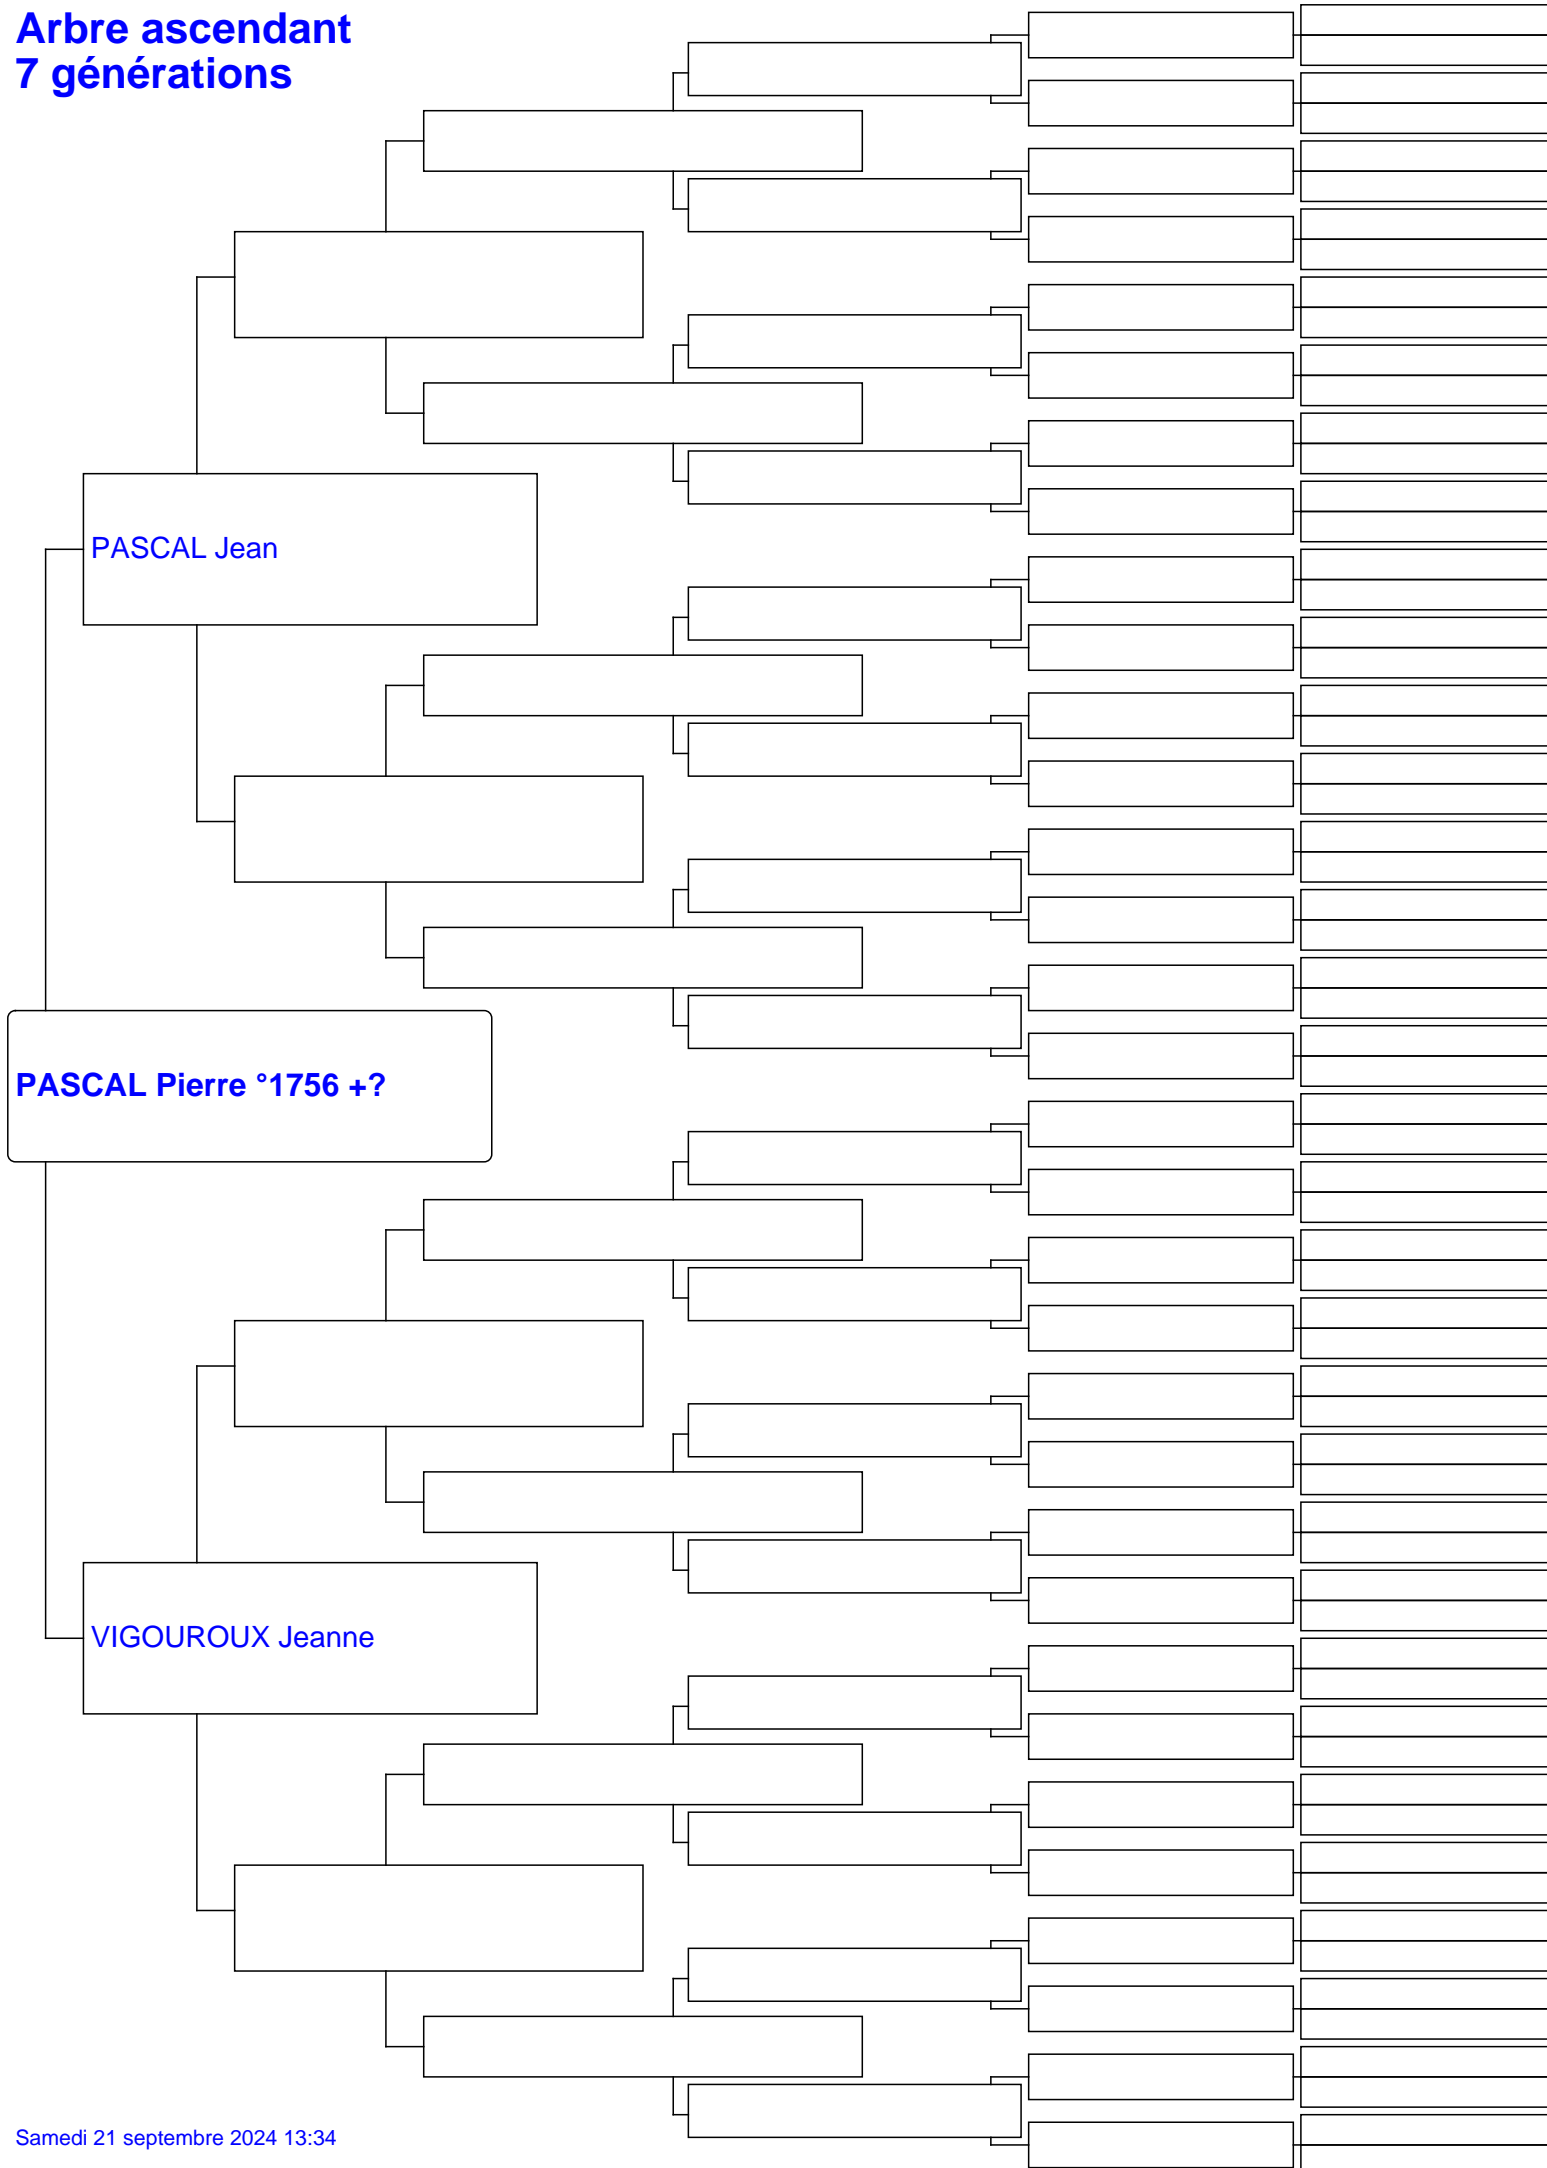 Arbre ascendant
7 générations
PASCAL Jean
PASCAL Pierre °1756 +?
VIGOUROUX Jeanne
Samedi 21 septembre 2024 13:34